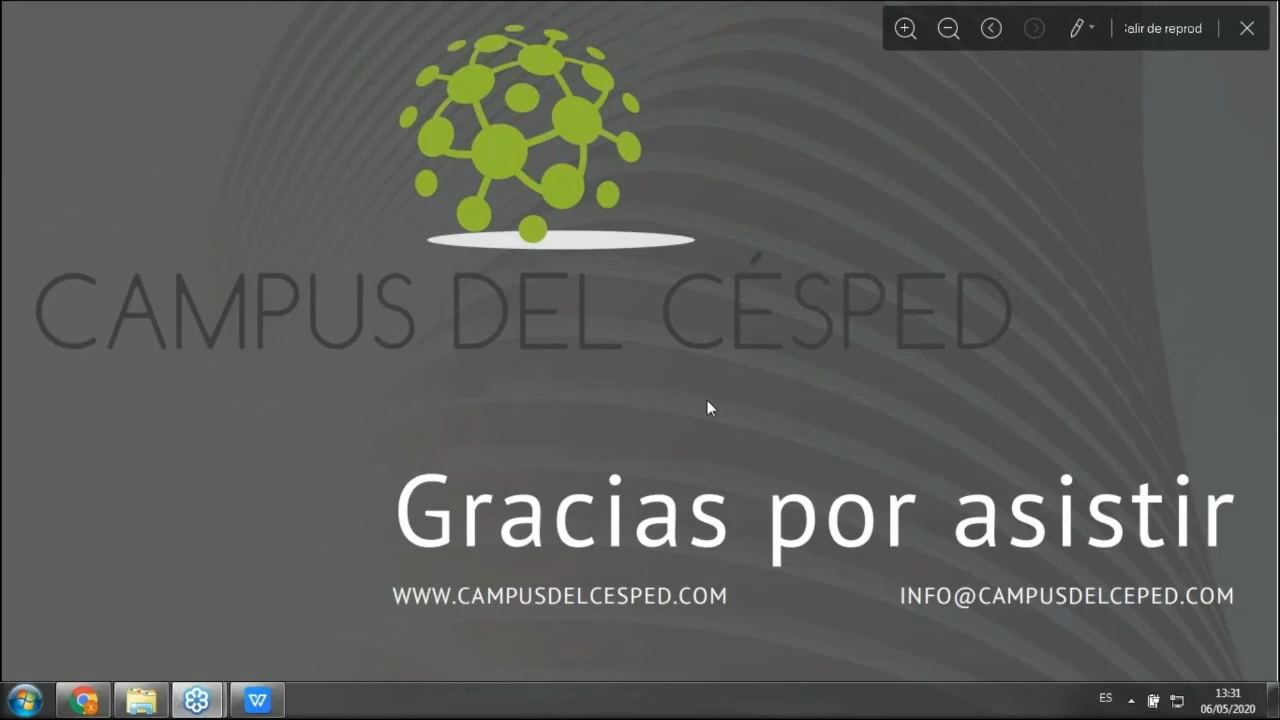 alir de reprod
CAMPUS DEL CÉSPED
Gracias por asistir
WWW.CAMPUSDELCESPED.COM
INFO@CAMPUSDELCEPED.COM
ES
13:31
06/05/2020